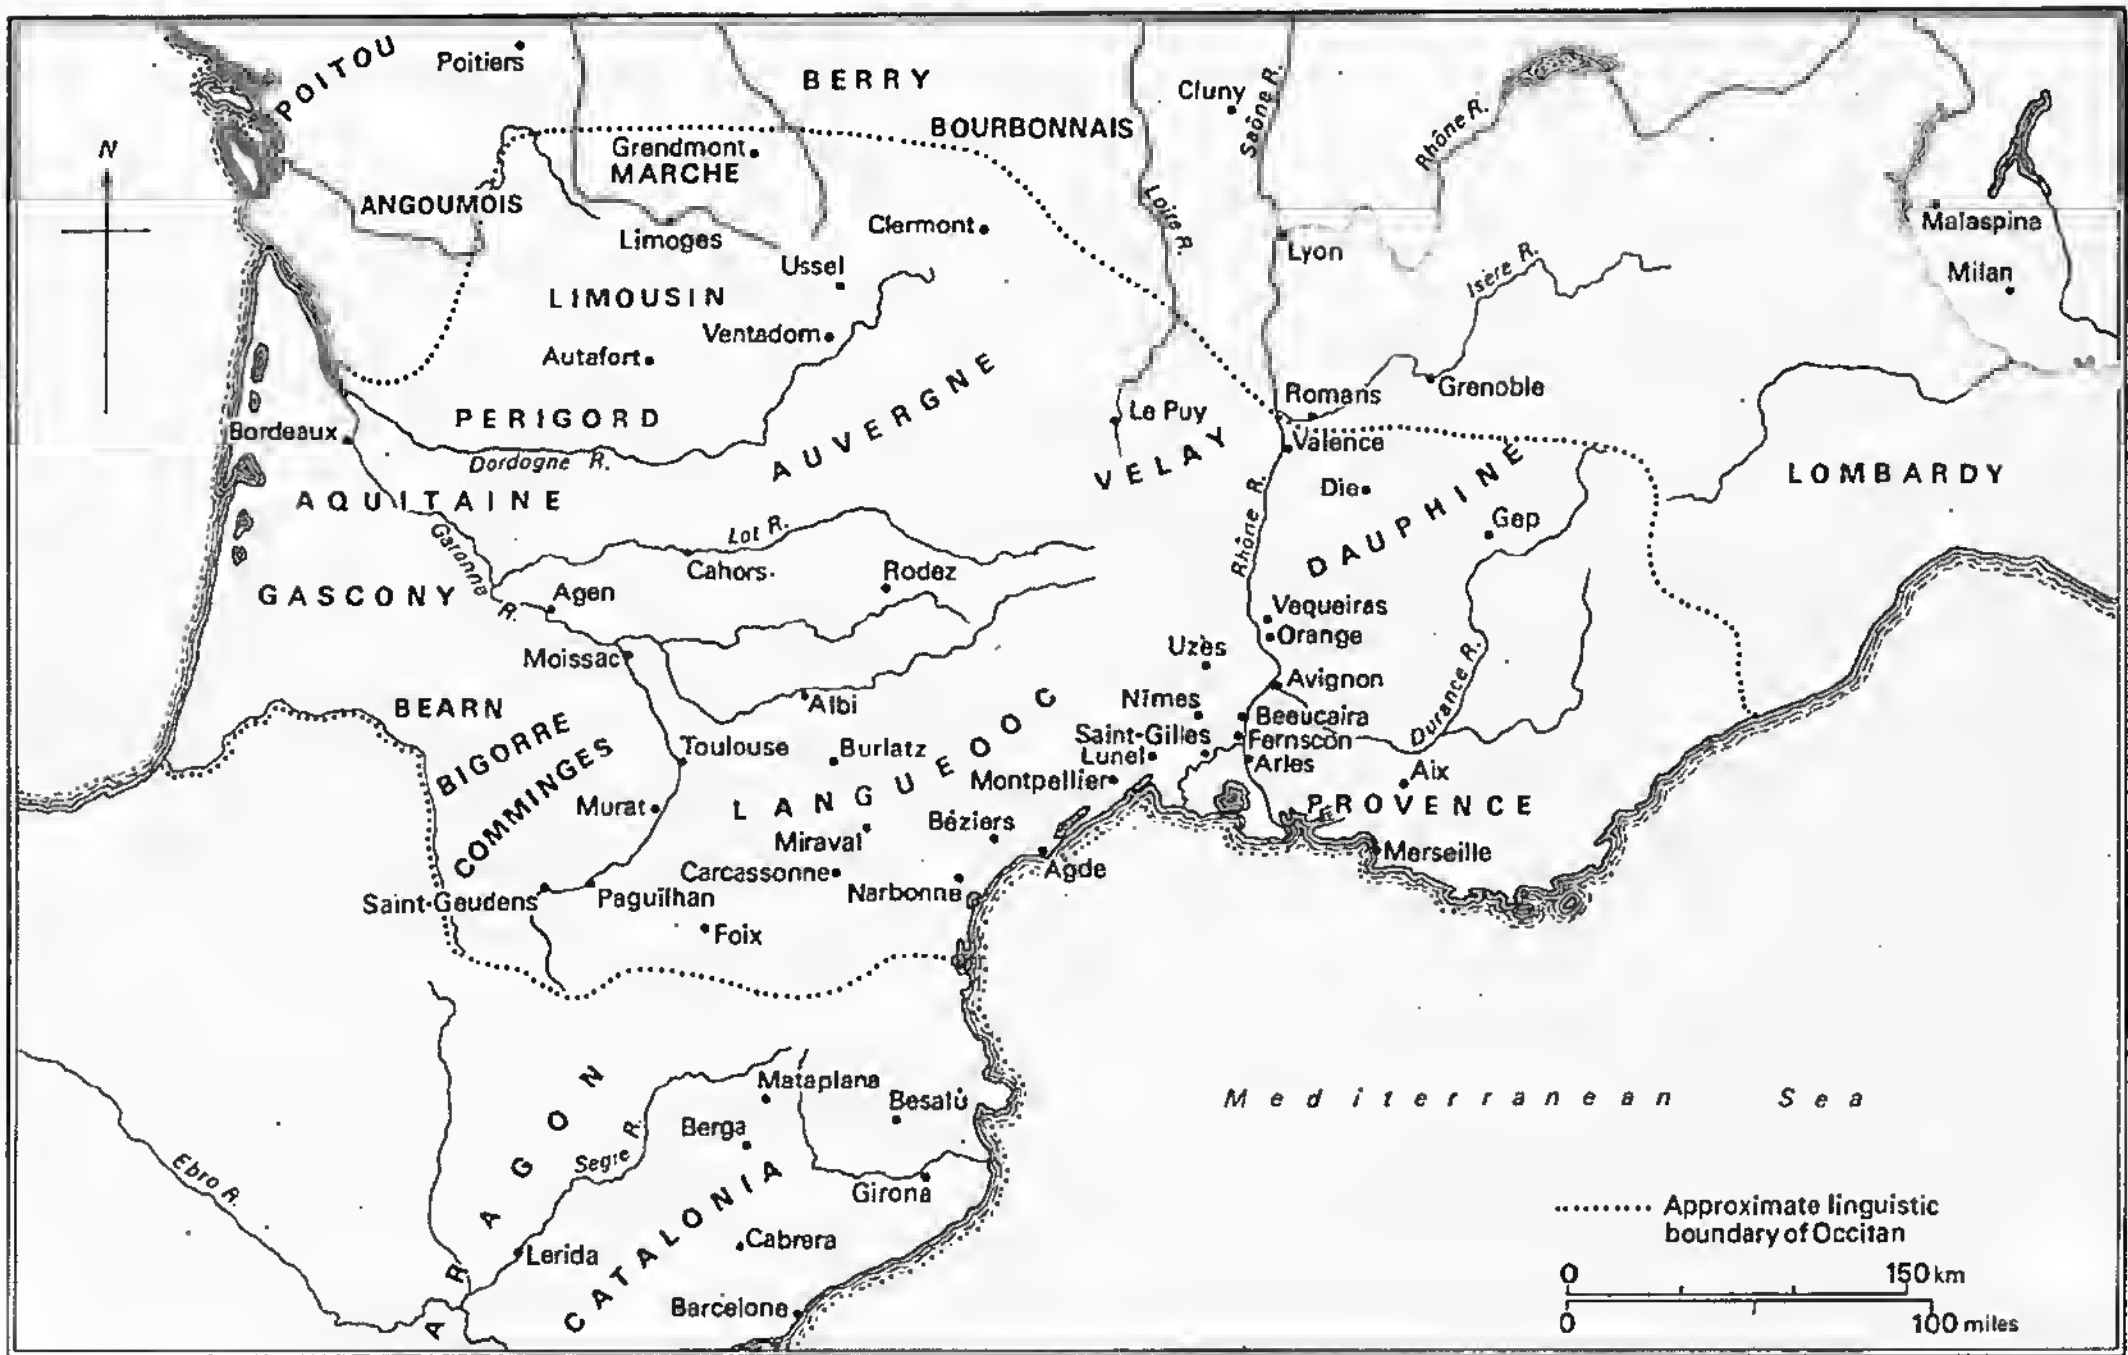 POITOU
Poitiers
BERRY
Cluny
Saône R.
Rhône R.
N
BOURBONNAIS
Grendmont
MARCHE
ANGOUMOIS
Loire R.
Limoges
Clermont
Lyon
Malaspina
Milan
Ussel
Isère R.
LIMOUSIN
Ventadom
Autafort
AUVERGNE
Romans
Grenoble
Le Puy
PERIGORD
Bordeaux
Valence
VELAY
Dordogne R.
LOMBARDY
Die
AQUITAINE
Rhône R.
DAUPHINE
Gap
Lot R.
Garonne R.
Cahors
Rodez
GASCONY
Agen
Vaqueiras
Orange
Uzès
Moissac
Durance R.
Avignon
Albi
Nîmes
BEARN
Beaucaira
BIGORRE
Saint-Gilles
Fernscon
Toulouse
Burlatz
LANGUEDOC
Lunel
Arles
COMMINGES
Montpellier
Aix
Murat
PROVENCE
Miraval
Béziers
Marseille
Carcassonne
Agde
Narbonne
Saint-Gaudens
Paguilhan
Foix
ARAGON
Mataplana
Besalù
Mediterranean Sea
Berga
Segre R.
Ebro R.
CATALONIA
Girona
Cabrera
Lerida
Barcelone
Approximate linguistic
boundary of Occitan
0 150 km
0 100 miles